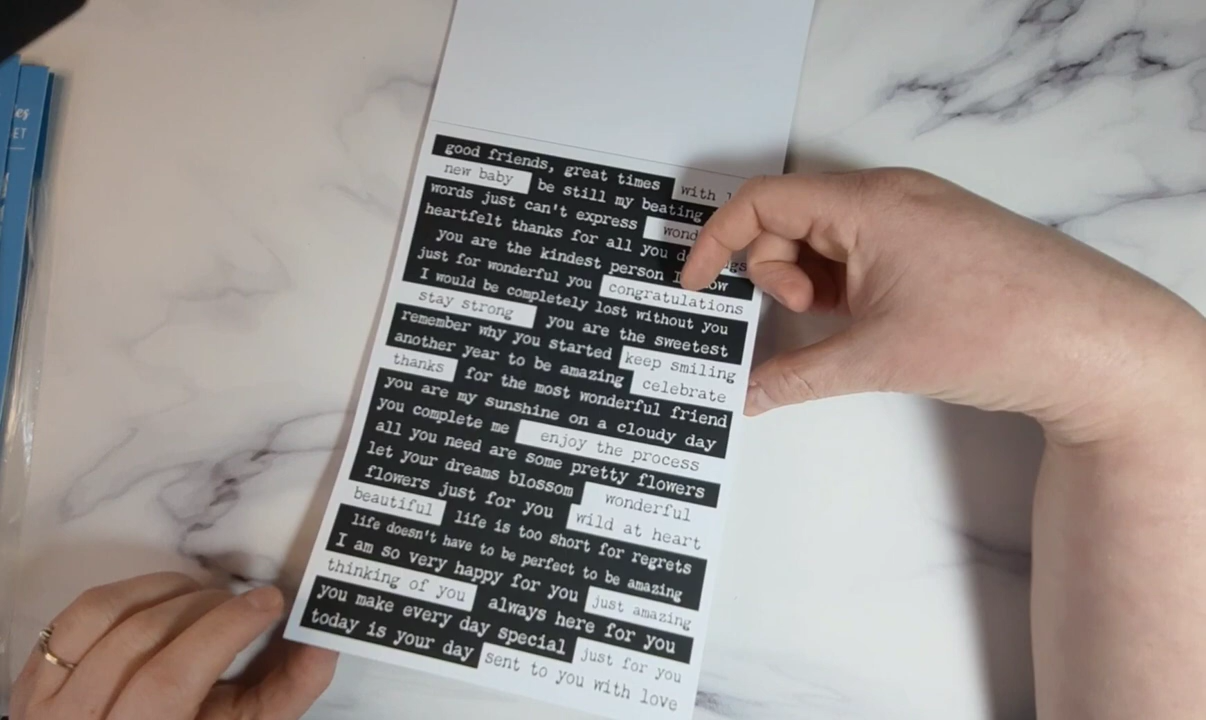 es
ET
good friends, great times with
new baby be still my beating
words just can't express
heartfelt thanks for all you
you are the kindest person I
just for wonderful you congratulations
I would be completely lost without you
stay strong you are the sweetest
remember why you started keep smiling
another year to be amazing celebrate
thanks for the most wonderful friend
you are my sunshine on a cloudy day
you complete me enjoy the process
all you need are some pretty flowers
let your dreams blossom wonderful
flowers just for you wild at heart
beautiful life is too short for regrets
life doesn't have to be perfect to be amazing
I am so very happy for you just amazing
thinking of you always here for you
you make every day special just for you
today is your day sent to you with love